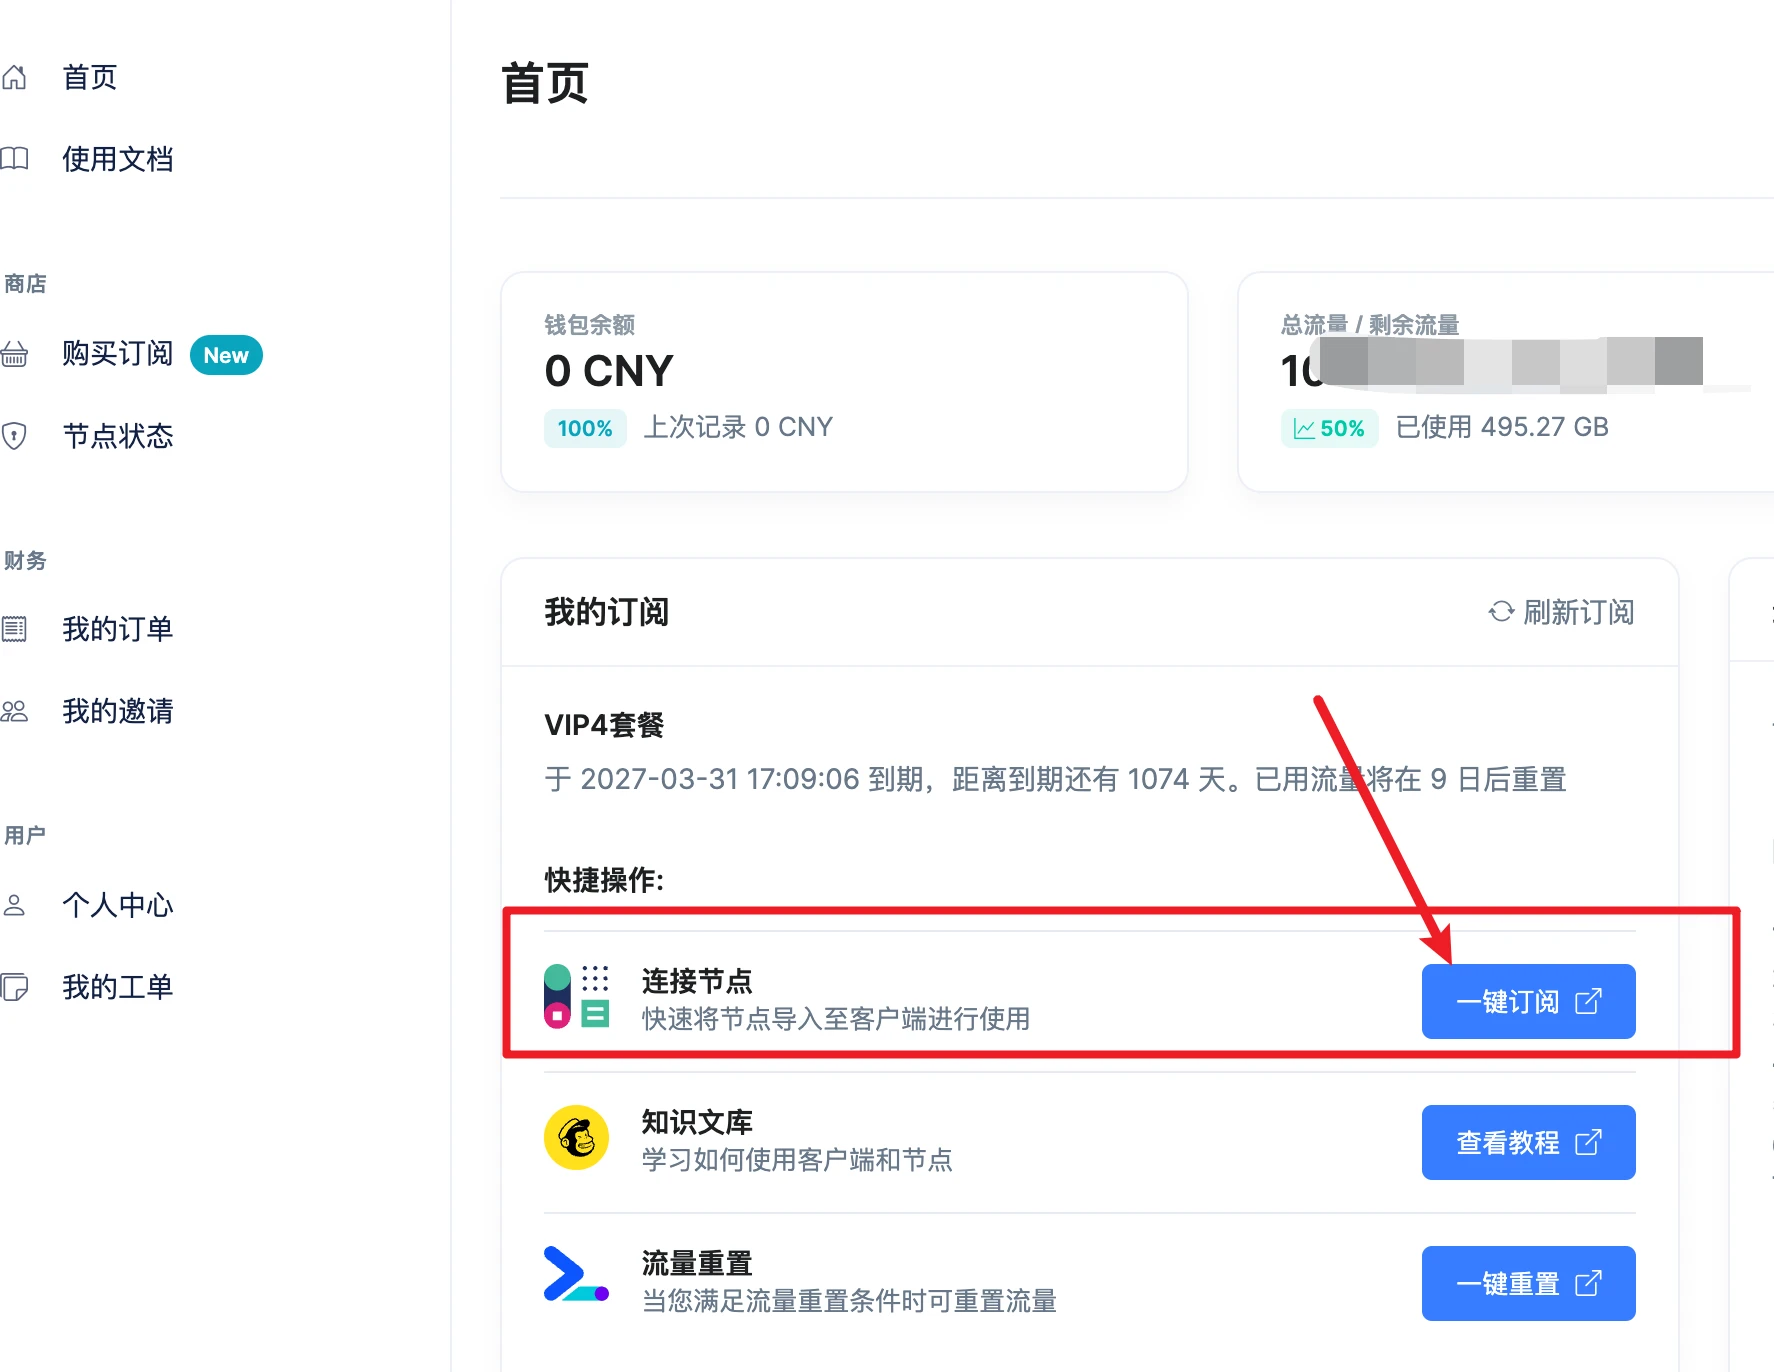 首页
使用文档
商店
购买订阅 New
节点状态
财务
我的订单
我的邀请
用户
个人中心
我的工单
首页
钱包余额
0 CNY
100% 上次记录 0 CNY
总流量 / 剩余流量
10
50% 已使用 495.27 GB
我的订阅
刷新订阅
VIP4套餐
于 2027-03-31 17:09:06 到期，距离到期还有 1074 天。已用流量将在 9 日后重置
快捷操作:
连接节点
快速将节点导入至客户端进行使用
一键订阅
知识文库
学习如何使用客户端和节点
查看教程
流量重置
当您满足流量重置条件时可重置流量
一键重置